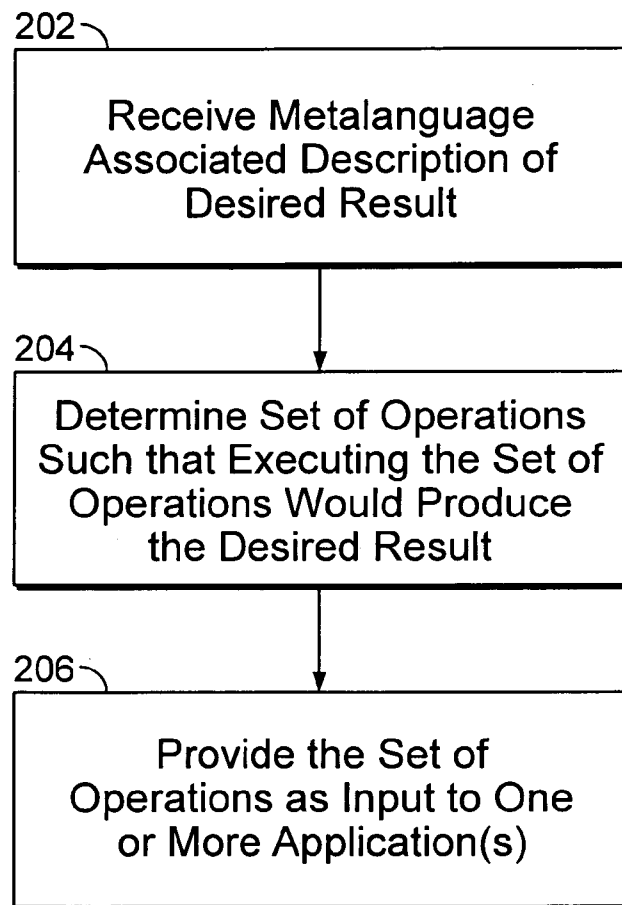 202
Receive Metalanguage
Associated Description of
Desired Result
204
Determine Set of Operations
Such that Executing the Set of
Operations Would Produce
the Desired Result
206
Provide the Set of
Operations as Input to One
or More Application(s)